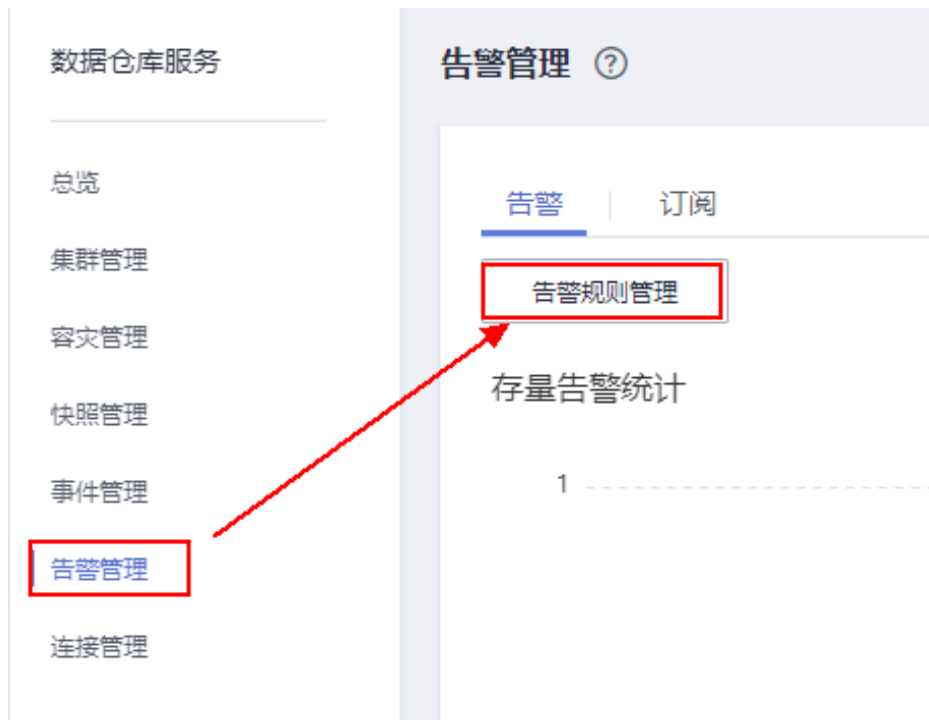 数据仓库服务
总览
集群管理
容灾管理
快照管理
事件管理
告警管理
连接管理
告警管理 ?
告警 订阅
告警规则管理
存量告警统计
1